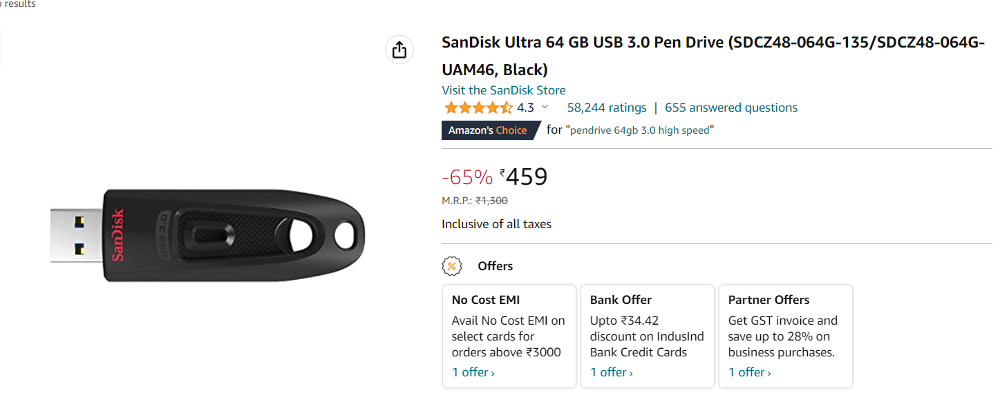 results
SanDisk Ultra 64 GB USB 3.0 Pen Drive (SDCZ48-064G-135/SDCZ48-064G-
UAM46, Black)
Visit the SanDisk Store
4.3 58,244 ratings | 655 answered questions
Amazon's Choice for "pendrive 64gb 3.0 high speed"
-65% ₹459
M.R.P.: ₹1,300
Inclusive of all taxes
SanDisk
USB 3.0
Offers
No Cost EMI
Avail No Cost EMI on
select cards for
orders above ₹3000
1 offer ›
Bank Offer
Upto ₹34.42
discount on IndusInd
Bank Credit Cards
1 offer ›
Partner Offers
Get GST invoice and
save up to 28% on
business purchases.
1 offer ›